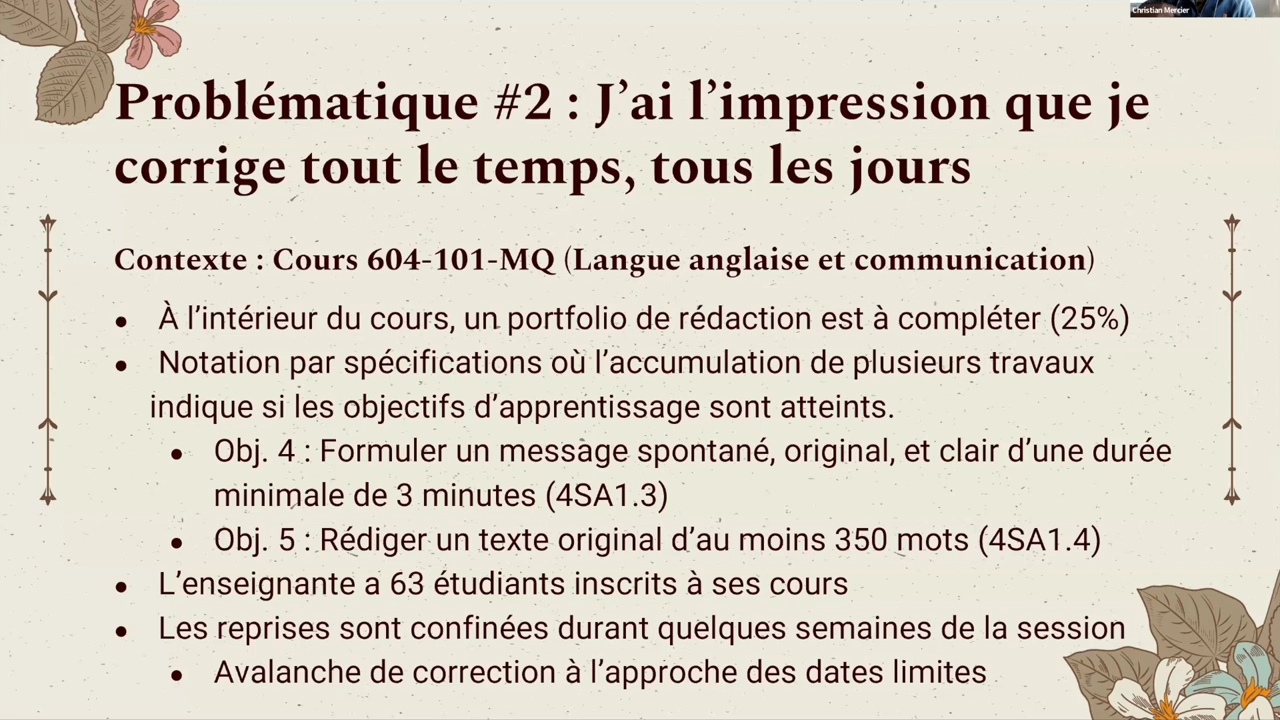 Christian Mercier
Problématique #2 : J’ai l’impression que je
corrige tout le temps, tous les jours
Contexte : Cours 604-101-MQ (Langue anglaise et communication)
● À l’intérieur du cours, un portfolio de rédaction est à compléter (25%)
● Notation par spécifications où l’accumulation de plusieurs travaux
indique si les objectifs d’apprentissage sont atteints.
● Obj. 4 : Formuler un message spontané, original, et clair d’une durée
minimale de 3 minutes (4SA1.3)
● Obj. 5 : Rédiger un texte original d’au moins 350 mots (4SA1.4)
● L’enseignante a 63 étudiants inscrits à ses cours
● Les reprises sont confinées durant quelques semaines de la session
● Avalanche de correction à l’approche des dates limites